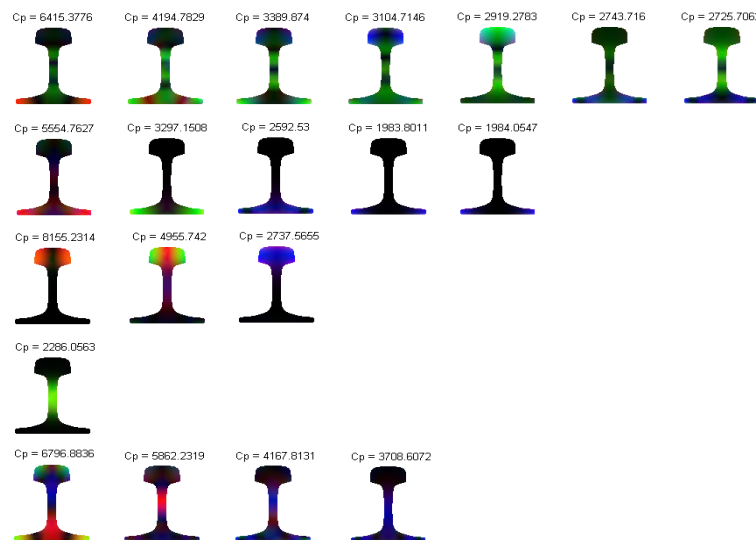 Cp = 6415.3776 Cp = 4194.7829 Cp = 3389.874 Cp = 3104.7146 Cp = 2919.2783 Cp = 2743.716 Cp = 2725.706
Cp = 5554.7627 Cp = 3297.1508 Cp = 2592.53 Cp = 1983.8011 Cp = 1984.0547
Cp = 8155.2314 Cp = 4955.742 Cp = 2737.5655
Cp = 2286.0563
Cp = 6796.8836 Cp = 5862.2319 Cp = 4167.8131 Cp = 3708.6072